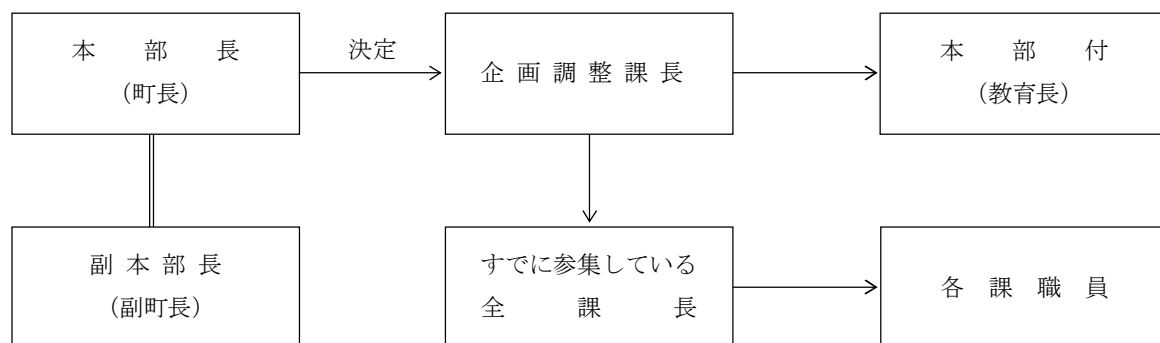 本部長
(町長)
決定
企画調整課長
本部付
(教育長)
副本部長
(副町長)
すでに参集している
全課長
各課職員